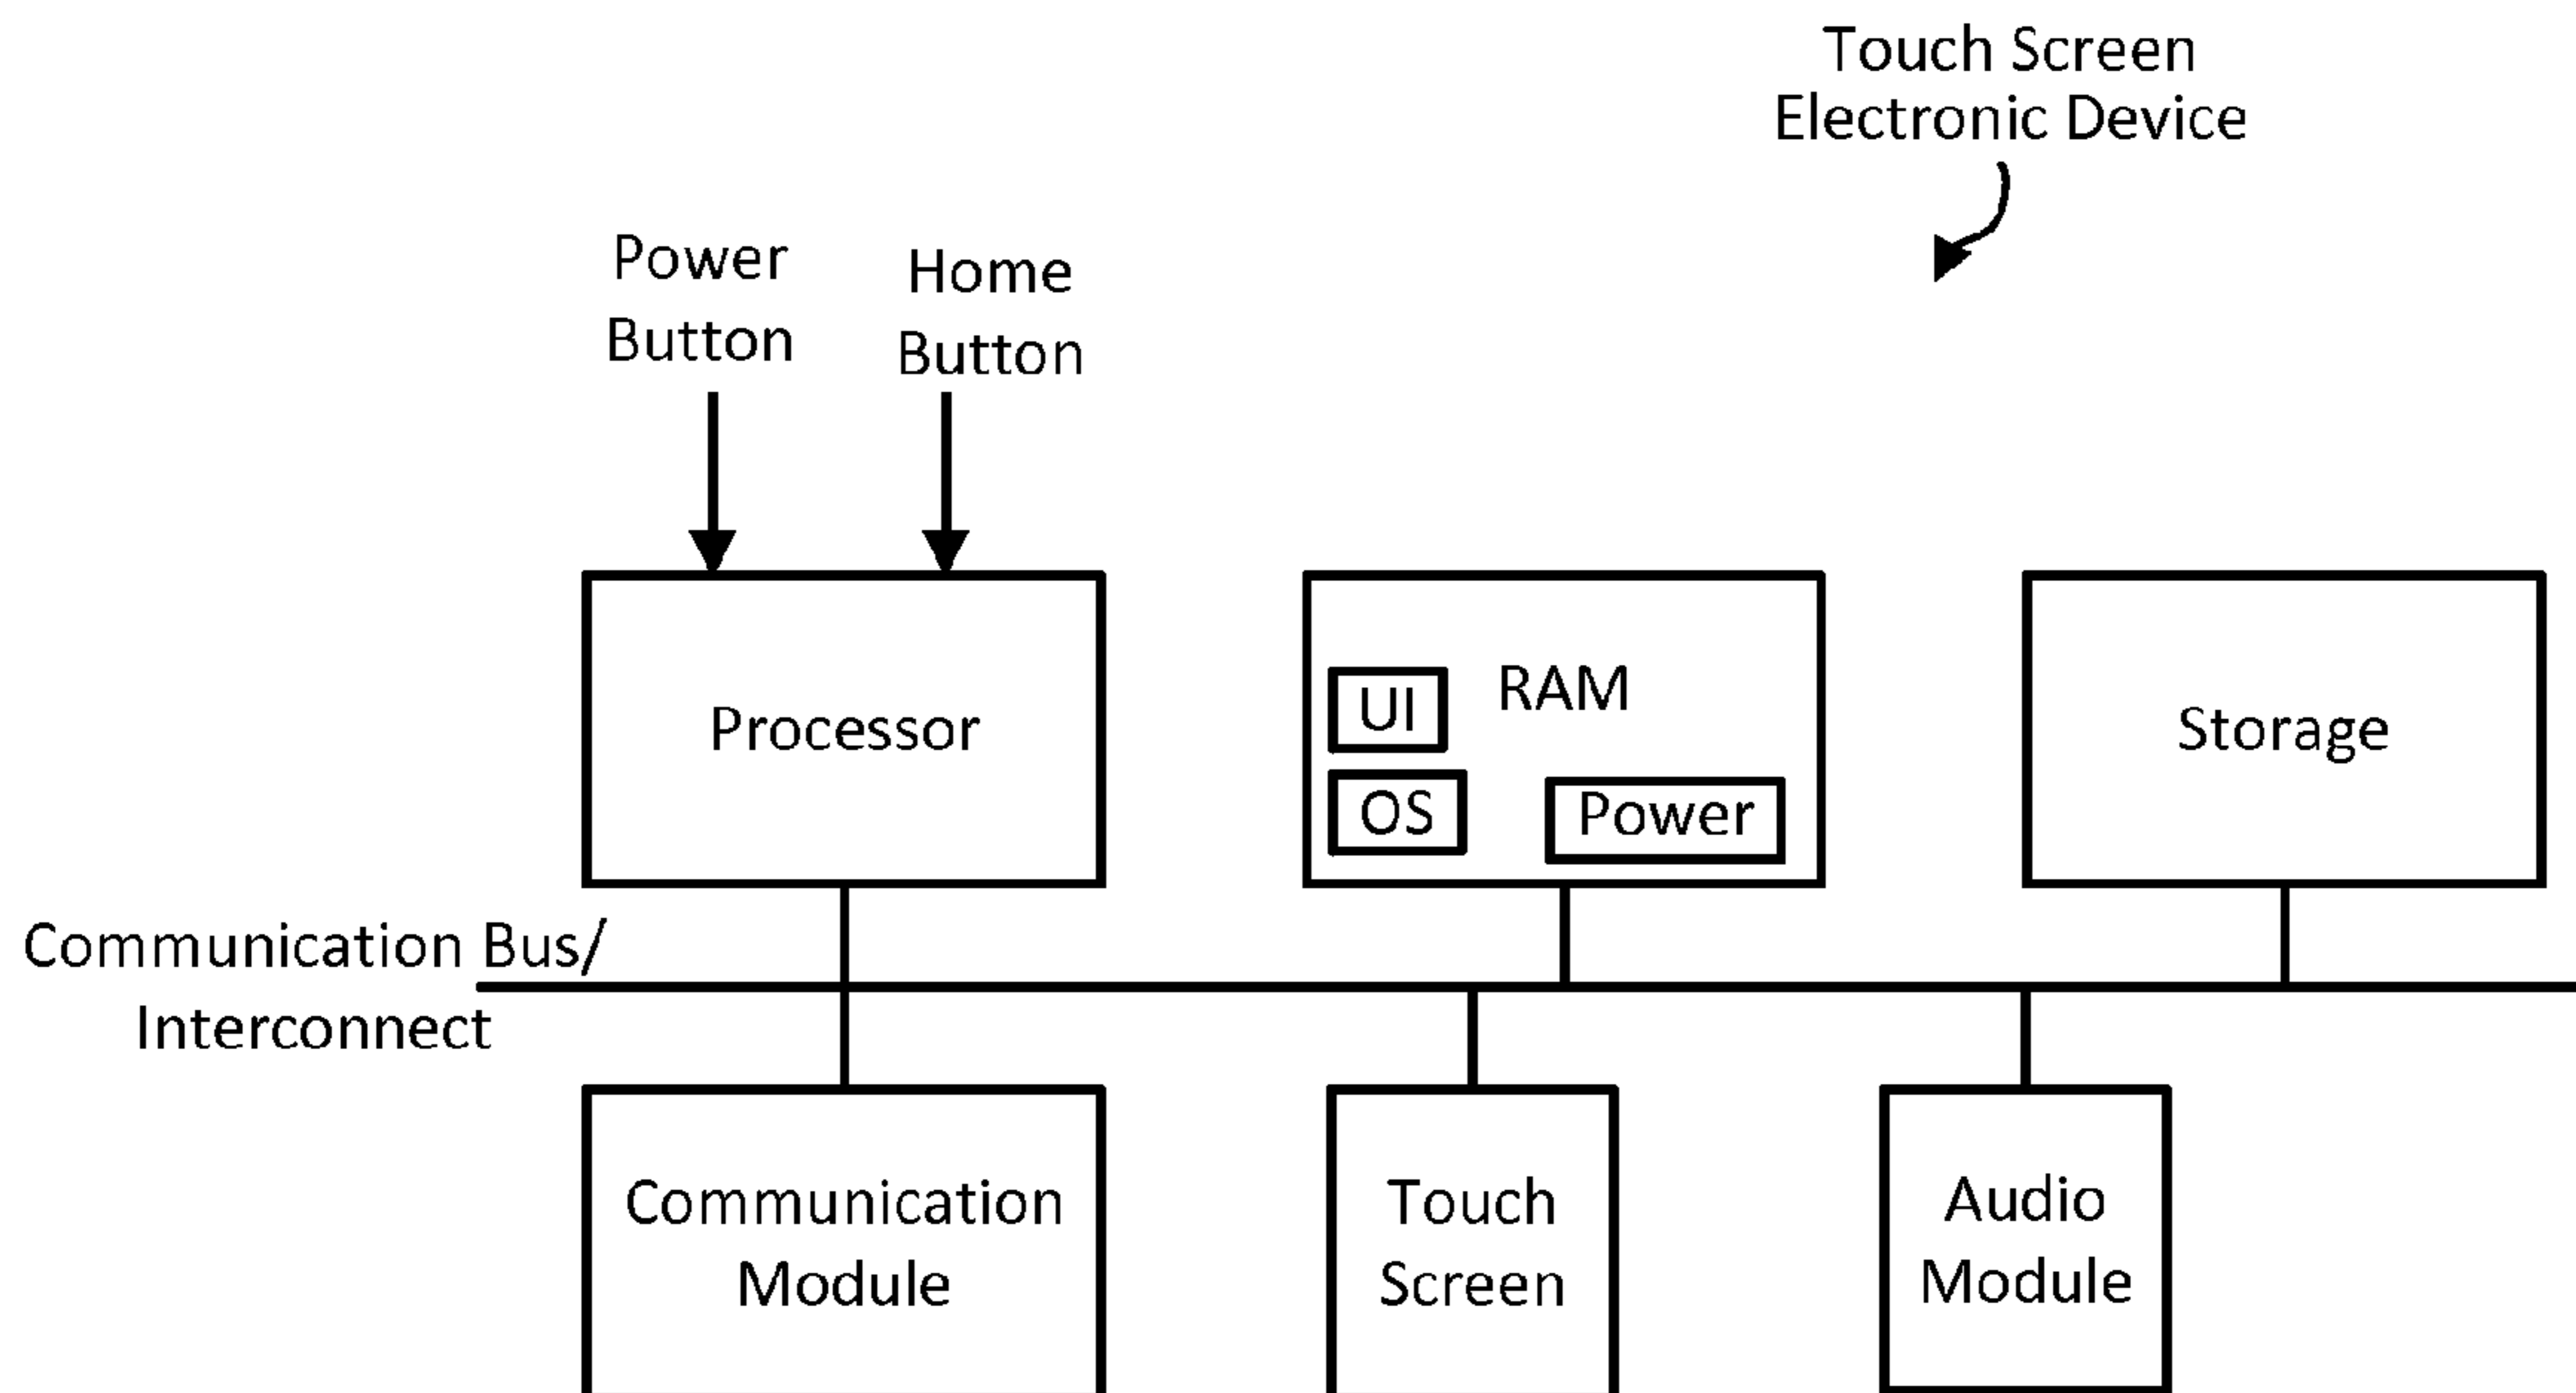 Touch Screen
Electronic Device
Power
Button
Home
Button
Processor
UI
RAM
OS
Power
Storage
Communication Bus/
Interconnect
Communication
Module
Touch
Screen
Audio
Module